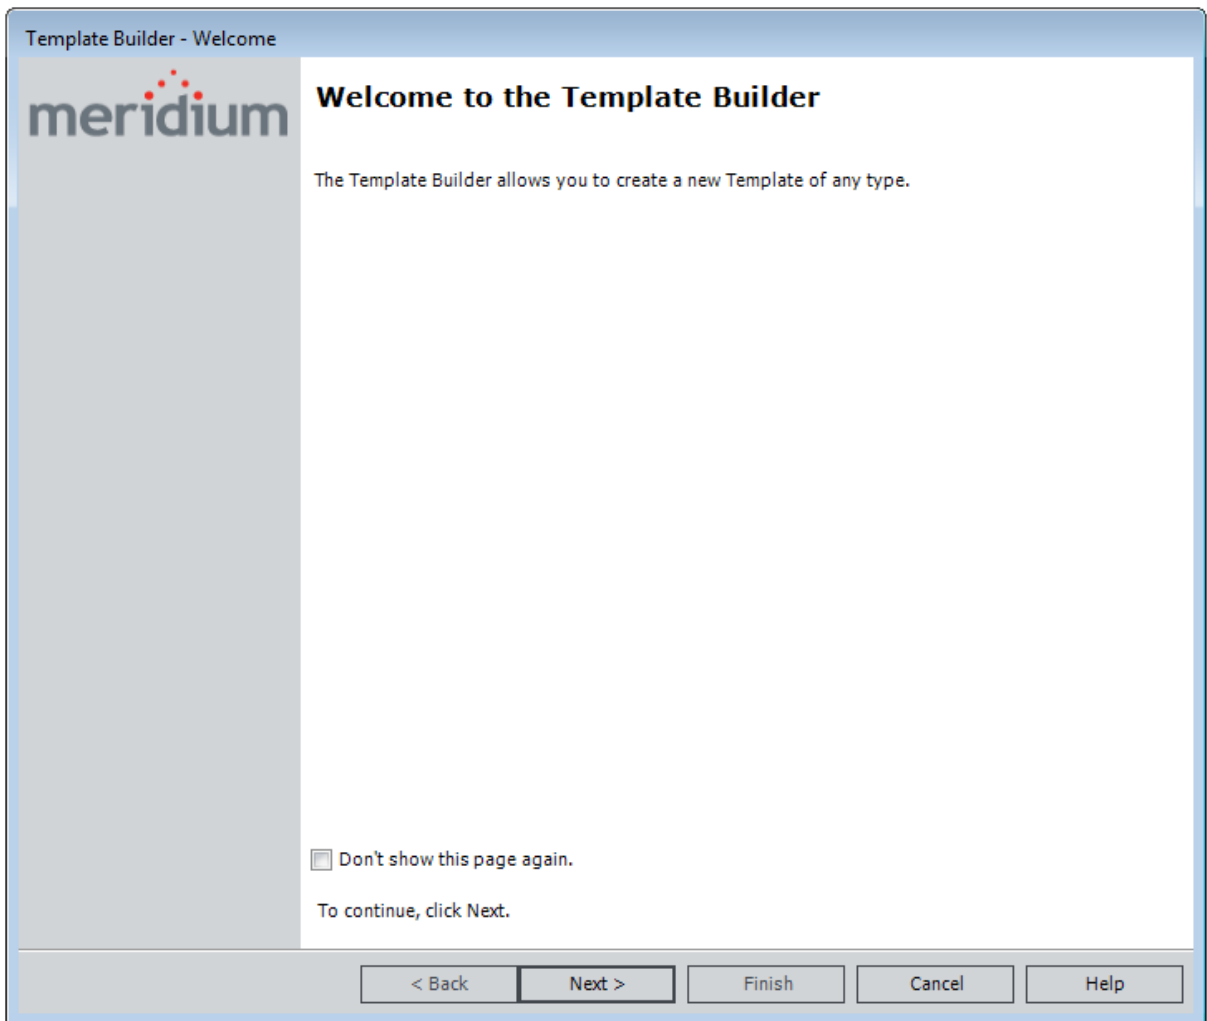 Template Builder - Welcome
meridium
Welcome to the Template Builder
The Template Builder allows you to create a new Template of any type.
Don't show this page again.
To continue, click Next.
< Back
Next >
Finish
Cancel
Help